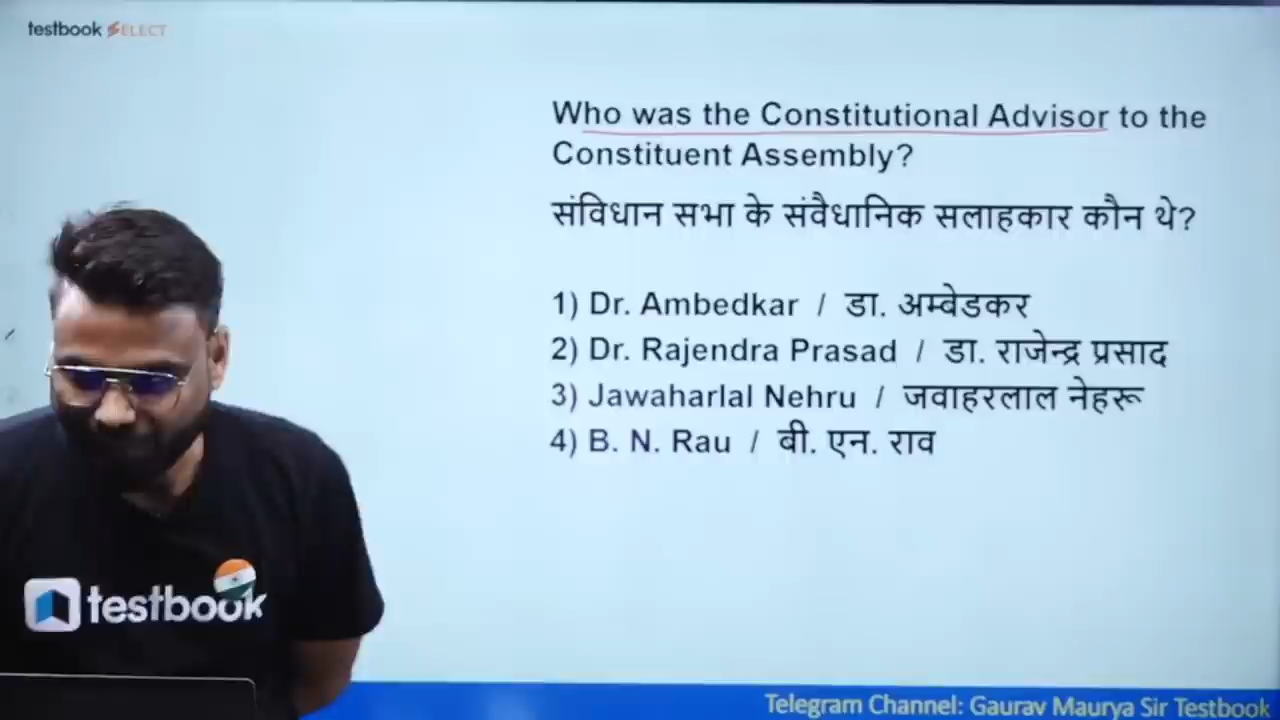 testbook SELECT
Who was the Constitutional Advisor to the
Constituent Assembly?
संविधान सभा के संवैधानिक सलाहकार कौन थे?
1) Dr. Ambedkar / डा. अम्बेडकर
2) Dr. Rajendra Prasad / डा. राजेन्द्र प्रसाद
3) Jawaharlal Nehru / जवाहरलाल नेहरू
4) B. N. Rau / बी. एन. राव
testbook
Telegram Channel: Gaurav Maurya Sir Testbook